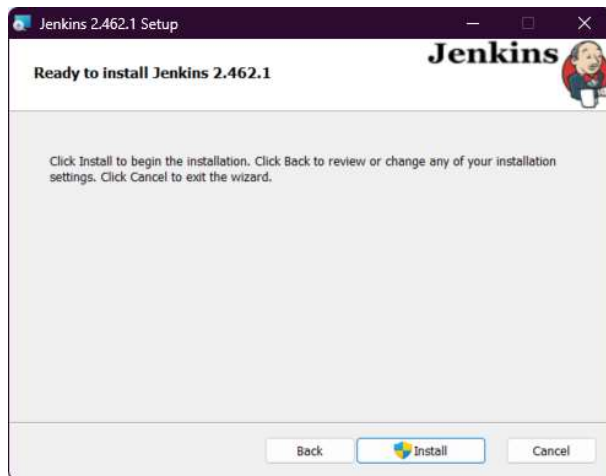 Jenkins 2.462.1 Setup
Jenkins
Ready to install Jenkins 2.462.1
Click Install to begin the installation. Click Back to review or change any of your installation
settings. Click Cancel to exit the wizard.
Back Install Cancel